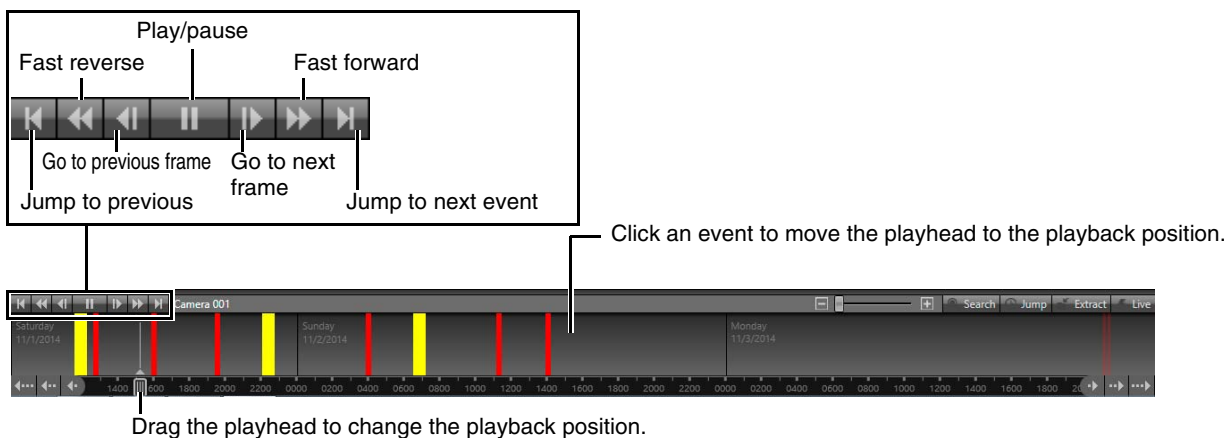 Play/pause
Fast reverse
Fast forward
Go to previous frame
Go to next
frame
Jump to previous
Jump to next event
Click an event to move the playhead to the playback position.
Camera 001
Search
Jump
Extract
Live
Saturday
11/1/2014
Sunday
11/2/2014
Monday
11/3/2014
1400 1600 1800 2000 2200 0000 0200 0400 0600 0800 1000 1200 1400 1600 1800 2000 2200 0000 0200 0400 0600 0800 1000 1200 1400 1600 1800
Drag the playhead to change the playback position.